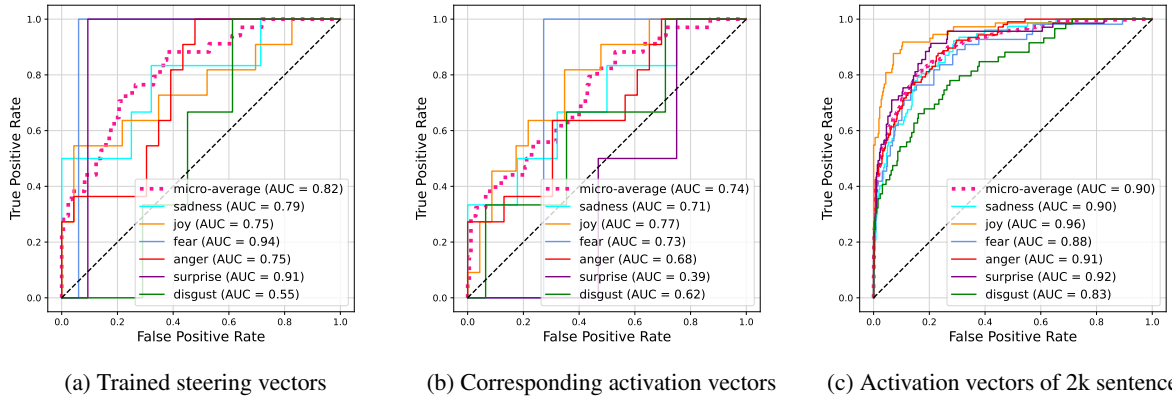 1.0
0.8
0.6
0.4
0.2
0.0
True Positive Rate
0.0 0.2 0.4 0.6 0.8 1.0
False Positive Rate
micro-average (AUC = 0.82)
sadness (AUC = 0.79)
joy (AUC = 0.75)
fear (AUC = 0.94)
anger (AUC = 0.75)
surprise (AUC = 0.91)
disgust (AUC = 0.55)
(a) Trained steering vectors
1.0
0.8
0.6
0.4
0.2
0.0
True Positive Rate
0.0 0.2 0.4 0.6 0.8 1.0
False Positive Rate
micro-average (AUC = 0.74)
sadness (AUC = 0.71)
joy (AUC = 0.77)
fear (AUC = 0.73)
anger (AUC = 0.68)
surprise (AUC = 0.39)
disgust (AUC = 0.62)
(b) Corresponding activation vectors
1.0
0.8
0.6
0.4
0.2
0.0
True Positive Rate
0.0 0.2 0.4 0.6 0.8 1.0
False Positive Rate
micro-average (AUC = 0.90)
sadness (AUC = 0.90)
joy (AUC = 0.96)
fear (AUC = 0.88)
anger (AUC = 0.91)
surprise (AUC = 0.92)
disgust (AUC = 0.83)
(c) Activation vectors of 2k sentenc